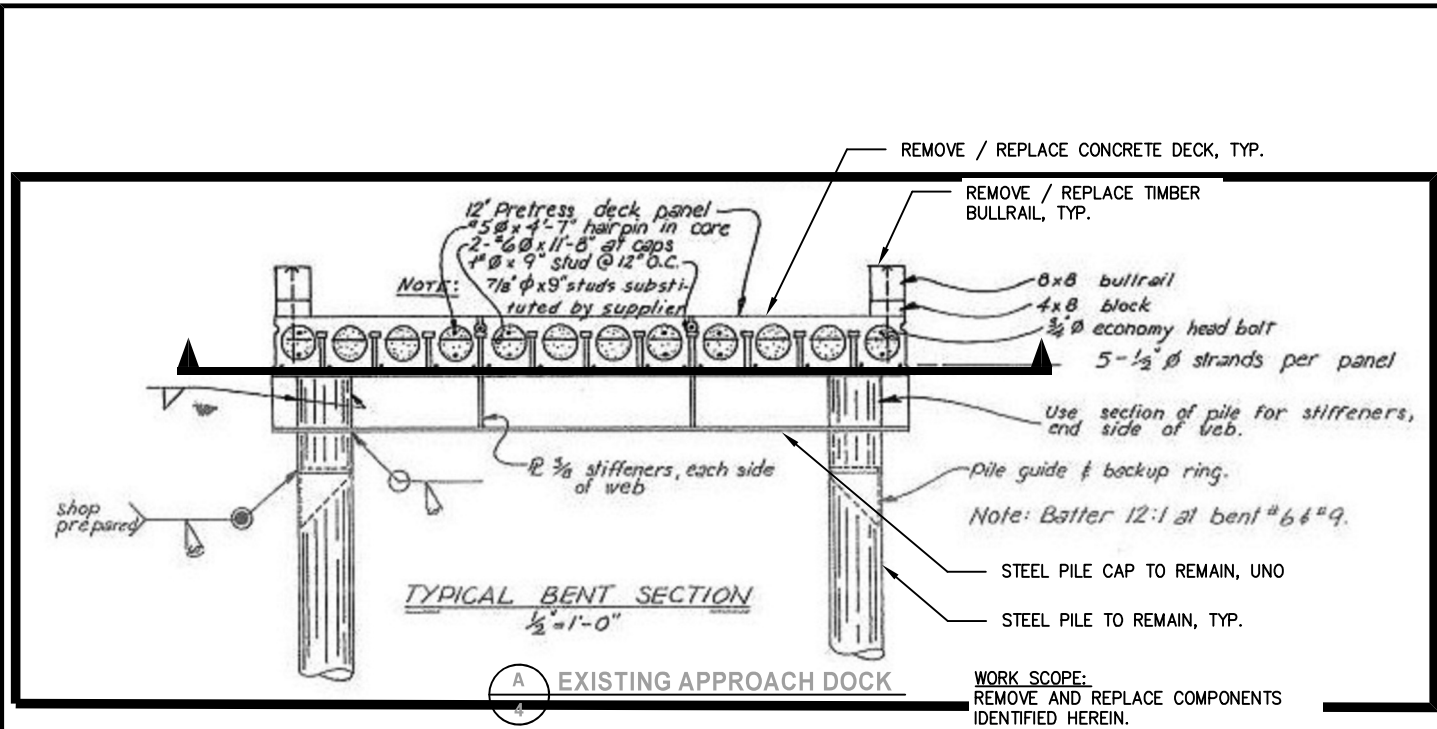 REMOVE / REPLACE CONCRETE DECK, TYP.
REMOVE / REPLACE TIMBER
BULLRAIL, TYP.
12" Pretress deck panel
#5 Ø x 4'-7" hairpin in core
2-#6 Ø x 11'-8" at caps
1" Ø x 9" stud @ 12" O.C.
NOTE: 7/8" φ x 9" studs substi-
tuted by supplier
8x8 bullrail
4x8 block
3/4" Ø economy head bolt
5-1/2" Ø strands per panel
Use section of pile for stiffeners,
end side of web.
℄ 3/8 stiffeners, each side
of web
Pile guide & backup ring.
shop
prepared
Note: Batter 12:1 at bent #6 & #9.
STEEL PILE CAP TO REMAIN, UNO
TYPICAL BENT SECTION
1/2"=1'-0"
STEEL PILE TO REMAIN, TYP.
A
4
EXISTING APPROACH DOCK
WORK SCOPE:
REMOVE AND REPLACE COMPONENTS
IDENTIFIED HEREIN.